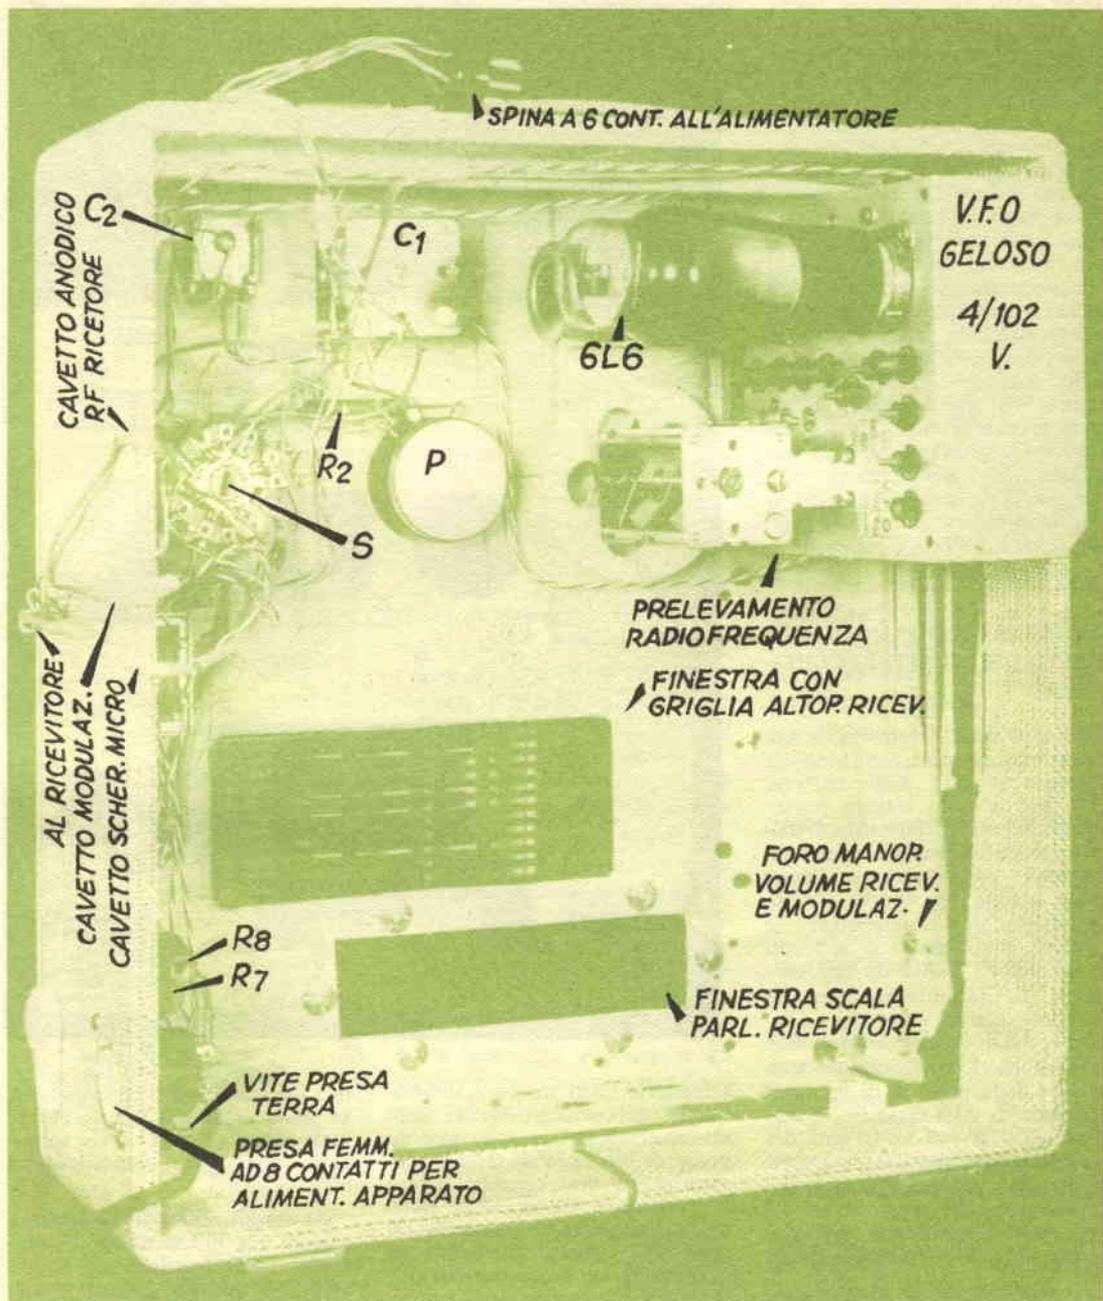 SPINA A 6 CONT. ALL'ALIMENTATORE
CAVETTO ANODICO
RF RICETORE
C2
C1
6L6
V.F.O
GELOSO
4/102
V.
R2
P
S
PRELEVAMENTO
RADIOFREQUENZA
AL RICEVITORE
CAVETTO MODULAZ.
CAVETTO SCHER. MICRO
FINESTRA CON
GRIGLIA ALTOP. RICEV.
FORO MANOP.
VOLUME RICEV.
E MODULAZ.
R8
R7
FINESTRA SCALA
PARL. RICEVITORE
VITE PRESA
TERRA
PRESA FEMM.
AD 8 CONTATTI PER
ALIMENT. APPARATO